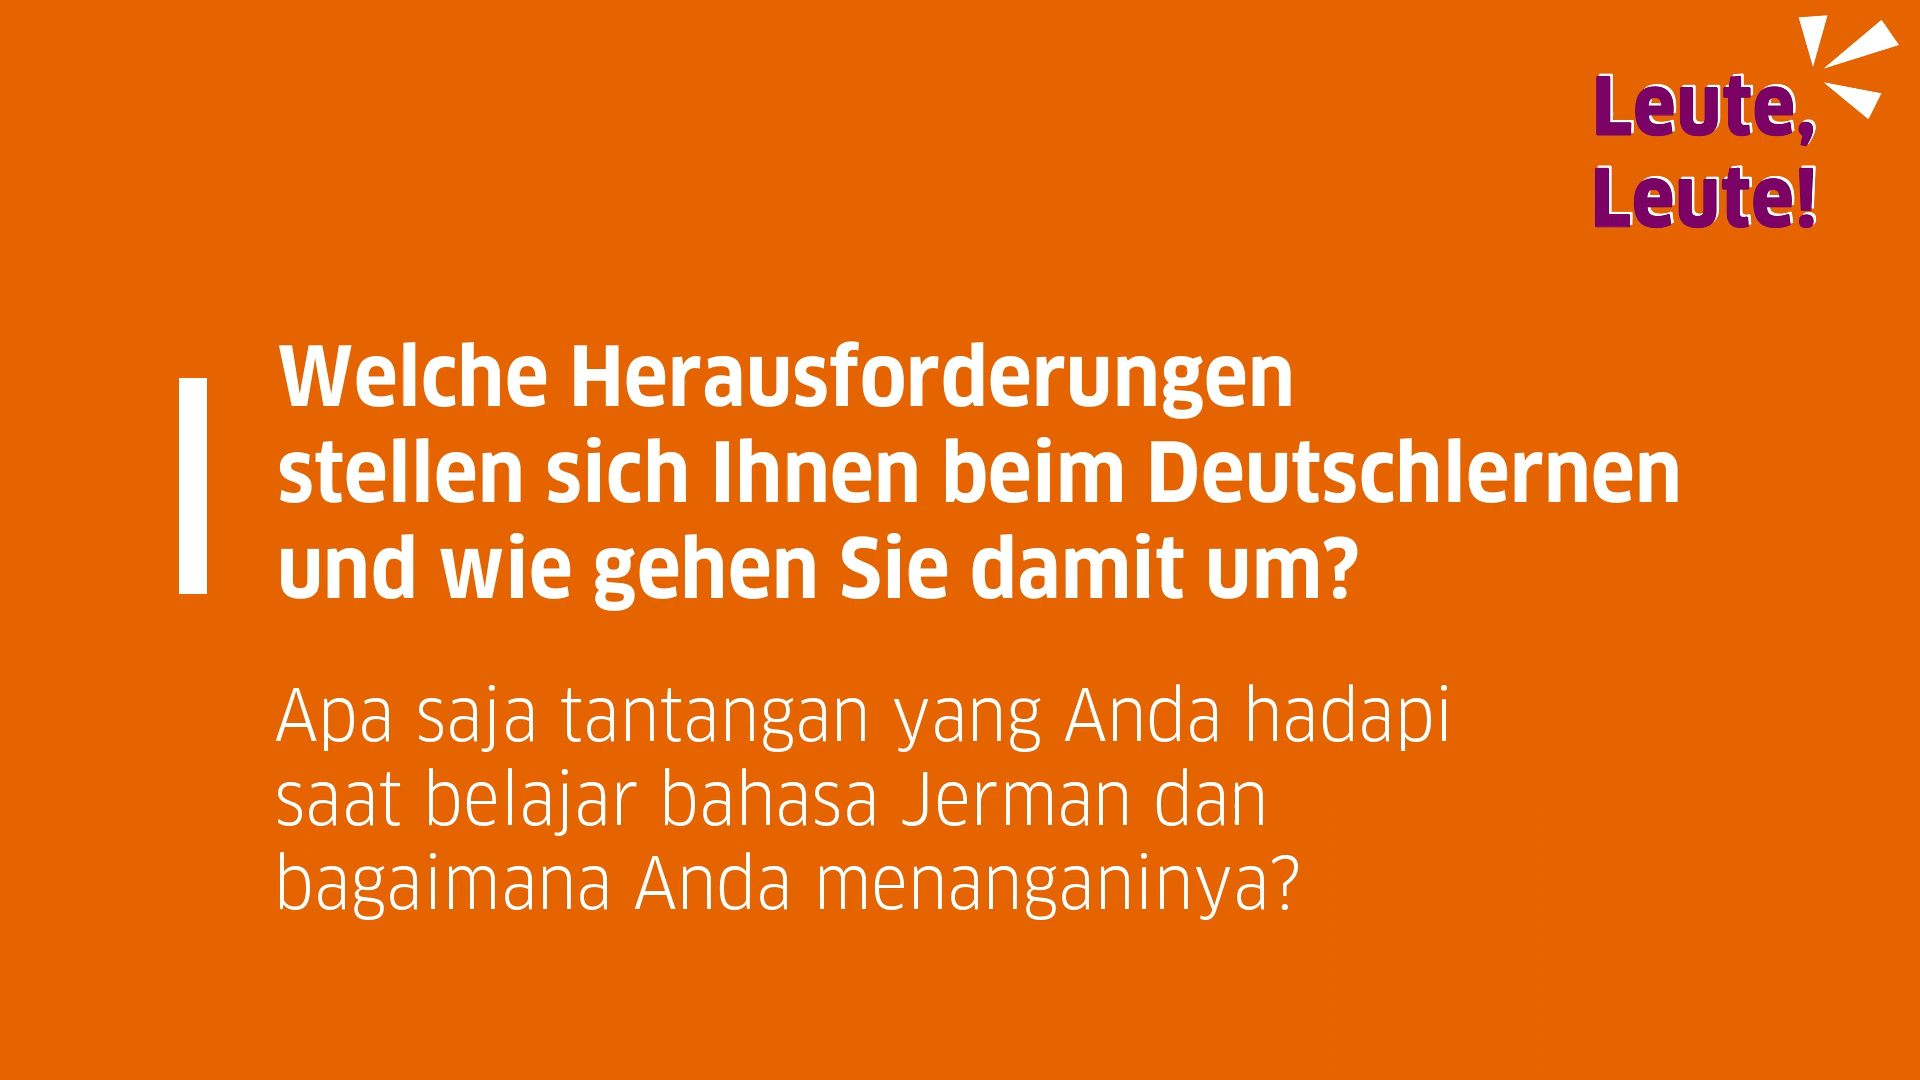 Leute,
Leute!
Welche Herausforderungen
stellen sich Ihnen beim Deutschlernen
und wie gehen Sie damit um?
Apa saja tantangan yang Anda hadapi
saat belajar bahasa Jerman dan
bagaimana Anda menanganinya?